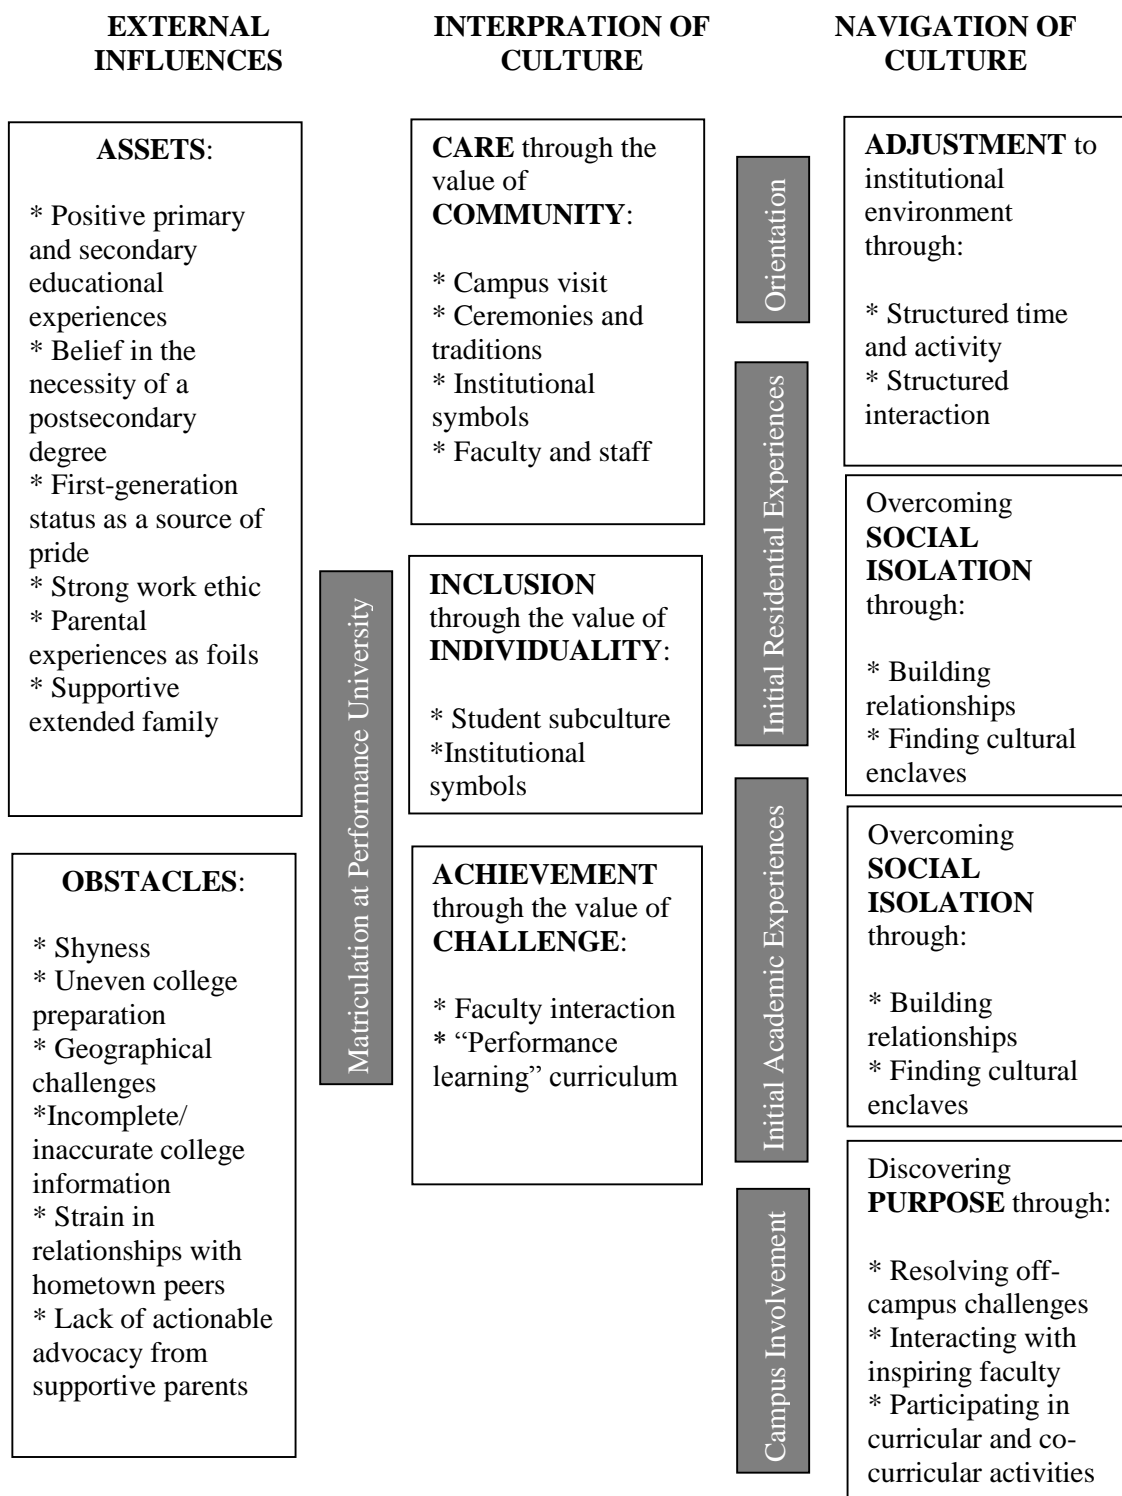 EXTERNAL
INFLUENCES
INTERPRATION OF
CULTURE
NAVIGATION OF
CULTURE
ASSETS:
* Positive primary
and secondary
educational
experiences
* Belief in the
necessity of a
postsecondary
degree
* First-generation
status as a source of
pride
* Strong work ethic
* Parental
experiences as foils
* Supportive
extended family
OBSTACLES:
* Shyness
* Uneven college
preparation
* Geographical
challenges
*Incomplete/
inaccurate college
information
* Strain in
relationships with
hometown peers
* Lack of actionable
advocacy from
supportive parents
Matriculation at Performance University
CARE through the
value of
COMMUNITY:
* Campus visit
* Ceremonies and
traditions
* Institutional
symbols
* Faculty and staff
INCLUSION
through the value of
INDIVIDUALITY:
* Student subculture
*Institutional
symbols
ACHIEVEMENT
through the value of
CHALLENGE:
* Faculty interaction
* “Performance
learning” curriculum
Orientation
Initial Residential Experiences
Initial Academic Experiences
Campus Involvement
ADJUSTMENT to
institutional
environment
through:
* Structured time
and activity
* Structured
interaction
Overcoming
SOCIAL
ISOLATION
through:
* Building
relationships
* Finding cultural
enclaves
Overcoming
SOCIAL
ISOLATION
through:
* Building
relationships
* Finding cultural
enclaves
Discovering
PURPOSE through:
* Resolving off-
campus challenges
* Interacting with
inspiring faculty
* Participating in
curricular and co-
curricular activities